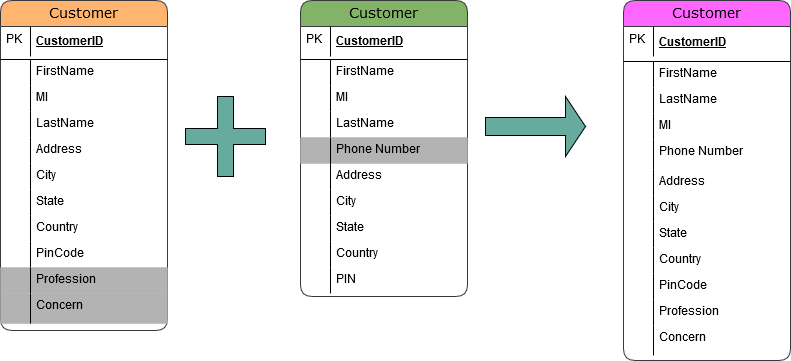 Customer
PK CustomerID
FirstName
MI
LastName
Address
City
State
Country
PinCode
Profession
Concern
Customer
PK CustomerID
FirstName
MI
LastName
Phone Number
Address
City
State
Country
PIN
Customer
PK CustomerID
FirstName
LastName
MI
Phone Number
Address
City
State
Country
PinCode
Profession
Concern